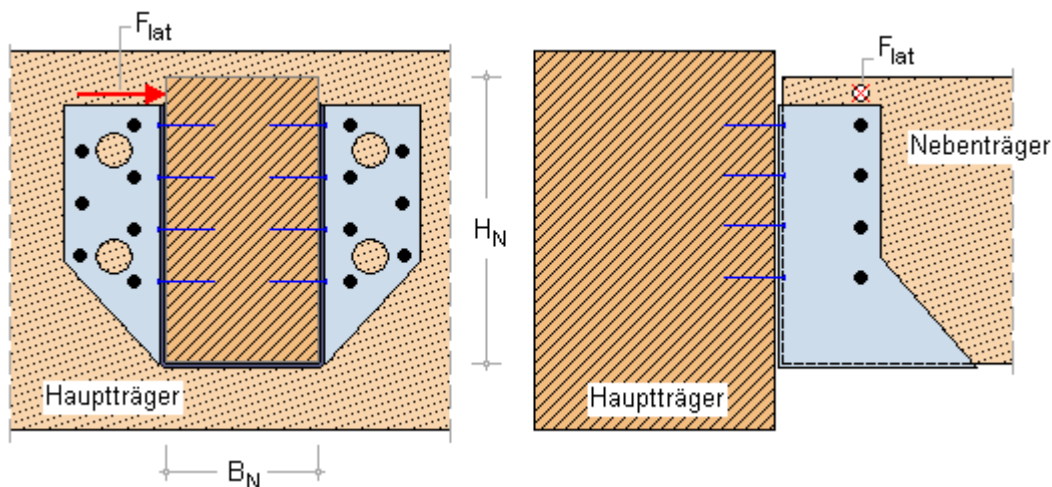 F_lat
Hauptträger
B_N
H_N
F_lat
Nebenträger
Hauptträger